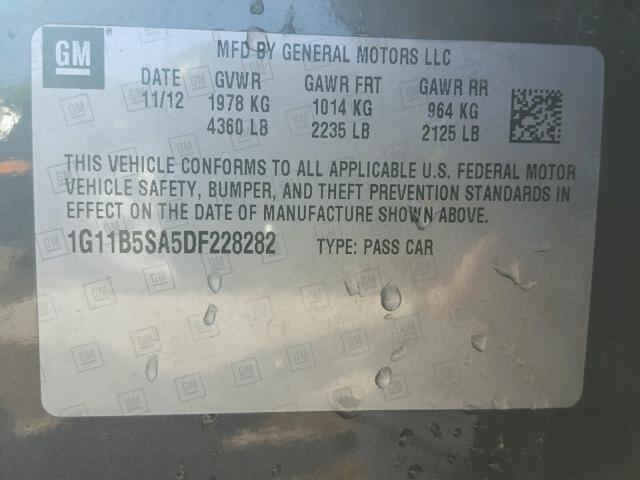 GM
MFD BY GENERAL MOTORS LLC
DATE GVWR GAWR FRT GAWR RR
11/12 1978 KG 1014 KG 964 KG
4360 LB 2235 LB 2125 LB
THIS VEHICLE CONFORMS TO ALL APPLICABLE U.S. FEDERAL MOTOR
VEHICLE SAFETY, BUMPER, AND THEFT PREVENTION STANDARDS IN
EFFECT ON THE DATE OF MANUFACTURE SHOWN ABOVE.
1G11B5SA5DF228282 TYPE: PASS CAR